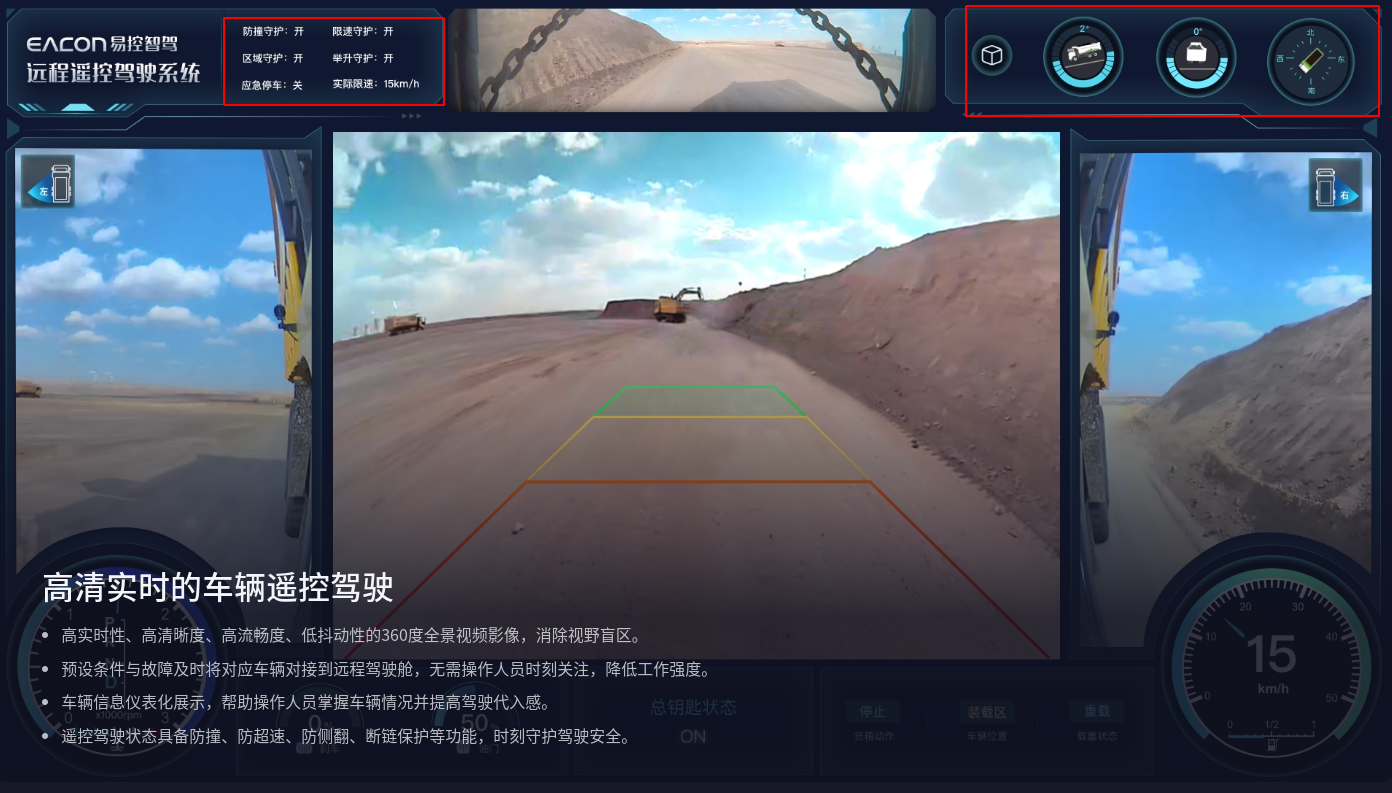 EACON 易控智驾
远程遥控驾驶系统
防撞守护：开 限速守护：开
区域守护：开 举升守护：开
应急停车：关 实际限速：15km/h
2° 0°
北
西 东
南
左
右
高清实时的车辆遥控驾驶
高实时性、高清晰度、高流畅度、低抖动性的360度全景视频影像，消除视野盲区。
预设条件与故障及时将对应车辆对接到远程驾驶舱，无需操作人员时刻关注，降低工作强度。
车辆信息仪表化展示，帮助操作人员掌握车辆情况并提高驾驶代入感。
遥控驾驶状态具备防撞、防超速、防侧翻、断链保护等功能，时刻守护驾驶安全。
1 2
P
R
N
D
0 3
x1000rpm
0%
刹车
50%
油门
总钥匙状态
ON
停止 装载区 重载
货箱动作 车辆位置 载重状态
20 30
10 40
0 50
15
km/h
0 1/2 1